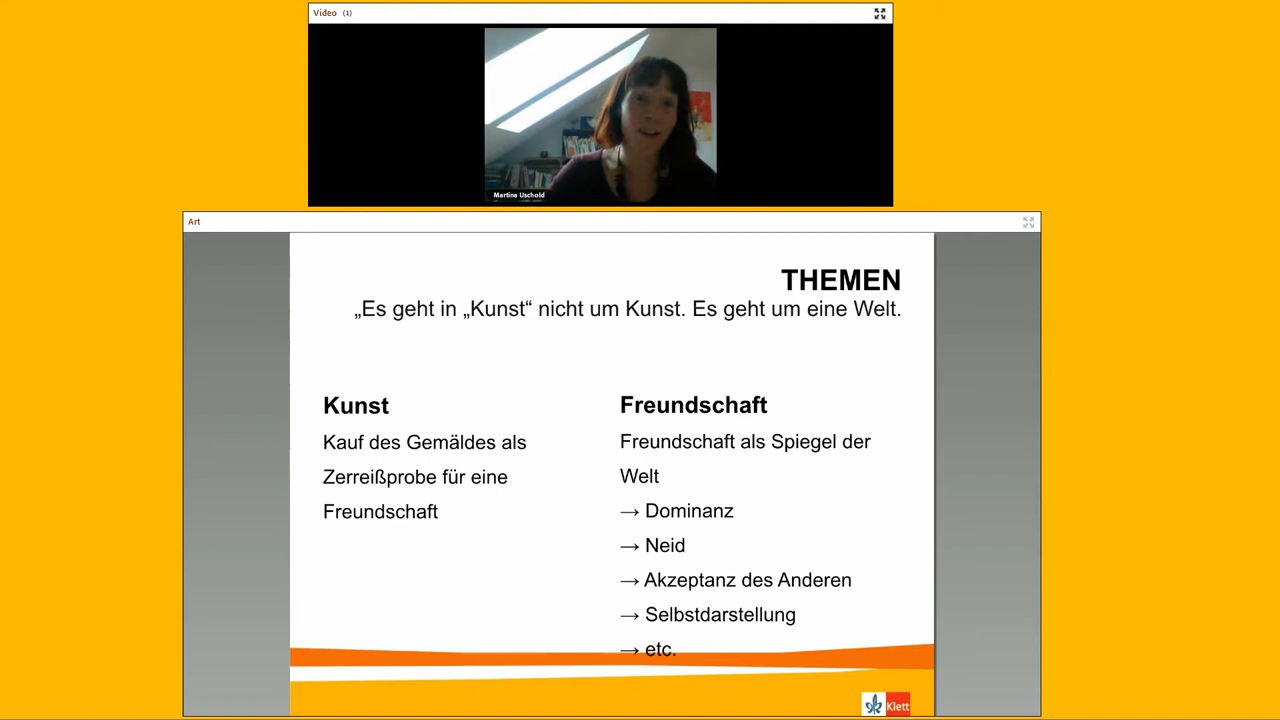 Video (1)
Martina Uschold
Art
THEMEN
„Es geht in „Kunst“ nicht um Kunst. Es geht um eine Welt.
Kunst
Kauf des Gemäldes als
Zerreißprobe für eine
Freundschaft
Freundschaft
Freundschaft als Spiegel der
Welt
→ Dominanz
→ Neid
→ Akzeptanz des Anderen
→ Selbstdarstellung
→ etc.
Klett